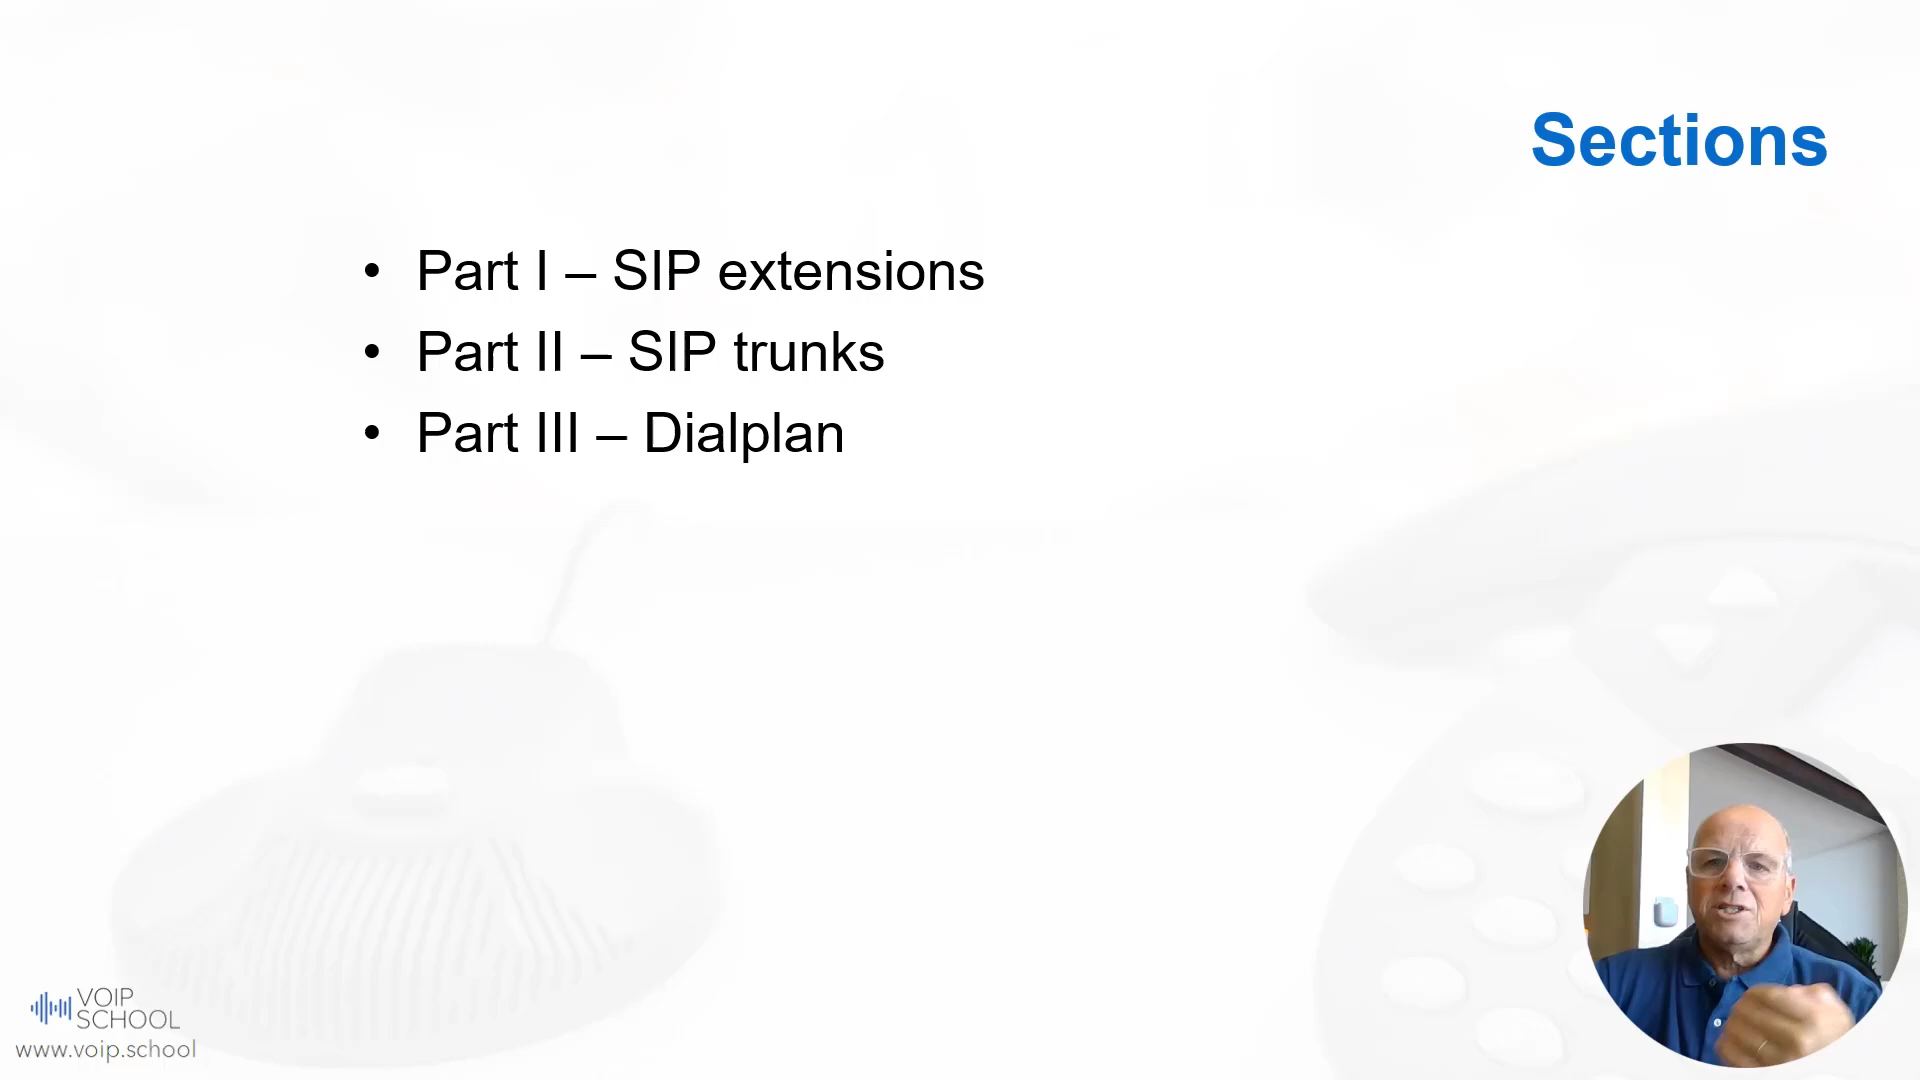 Sections
• Part I – SIP extensions
• Part II – SIP trunks
• Part III – Dialplan
VOIP
SCHOOL
www.voip.school